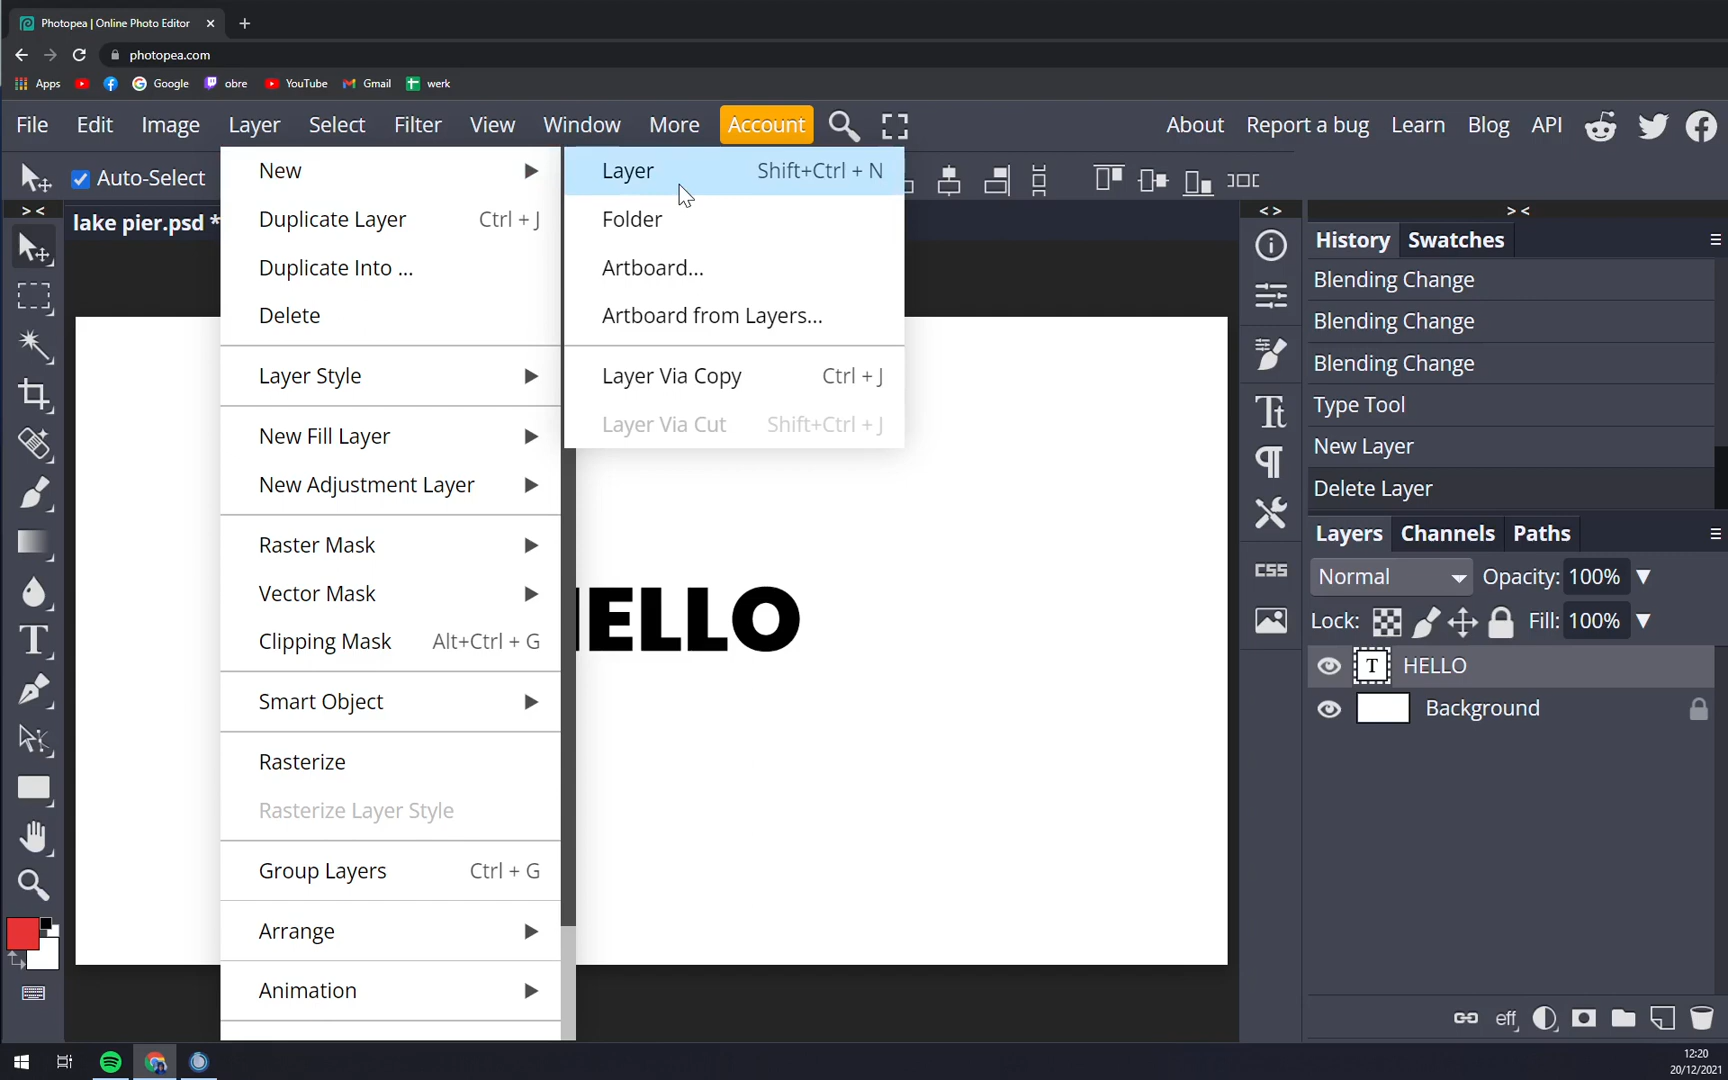 Photopea | Online Photo Editor
photopea.com
Apps Google obre YouTube Gmail werk
File Edit Image Layer Select Filter View Window More Account About Report a bug Learn Blog API
Auto-Select
> <
lake pier.psd *
New
Duplicate Layer Ctrl + J
Duplicate Into ...
Delete
Layer Style
New Fill Layer
New Adjustment Layer
Raster Mask
Vector Mask
Clipping Mask Alt+Ctrl + G
Smart Object
Rasterize
Rasterize Layer Style
Group Layers Ctrl + G
Arrange
Animation
Layer Shift+Ctrl + N
Folder
Artboard...
Artboard from Layers...
Layer Via Copy Ctrl + J
Layer Via Cut Shift+Ctrl + J
HELLO
< >
CSS
> <
History Swatches
Blending Change
Blending Change
Blending Change
Type Tool
New Layer
Delete Layer
Layers Channels Paths
Normal Opacity: 100%
Lock: Fill: 100%
T HELLO
Background
eff
12:20
20/12/2021